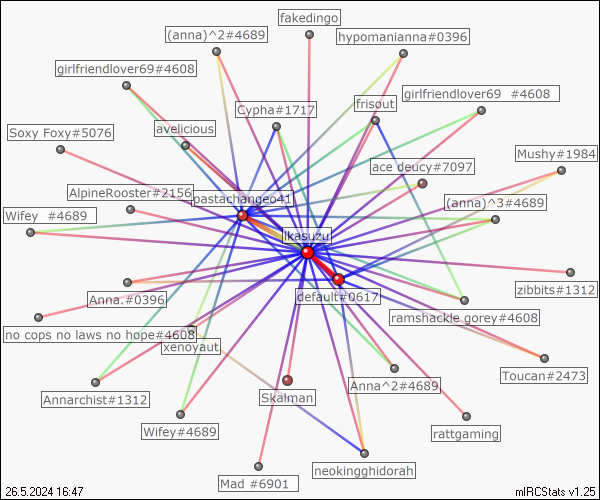 fakedingo
(anna)^2#4689
hypomanianna#0396
girlfriendlover69#4608
girlfriendlover69 #4608
frisout
Cypha#1717
Soxy Foxy#5076
avelicious
Mushy#1984
ace deucy#7097
AlpineRooster#2156
pastachangeo41
(anna)^3#4689
Wifey #4689
ikasuzu
zibbits#1312
Anna.#0396
default#0617
ramshackle gorey#4608
no cops no laws no hope#4608
xenoyaut
Toucan#2473
Anna^2#4689
Annarchist#1312
Skalman
Wifey#4689
rattgaming
neokingghidorah
Mad #6901
26.5.2024 16:47
mIRCStats v1.25